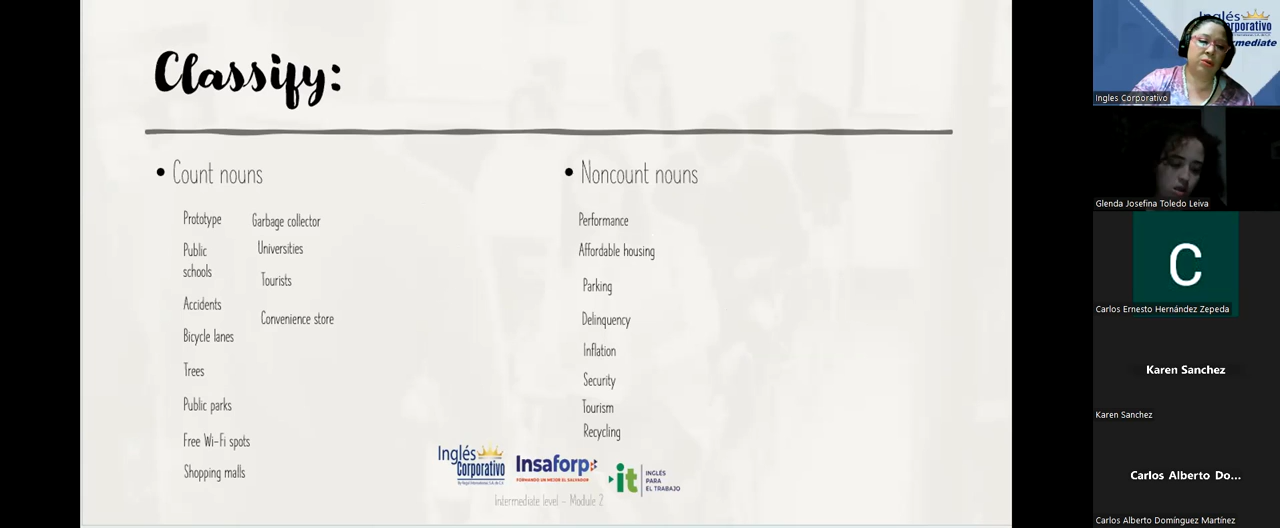 Classify:
• Count nouns
Prototype
Garbage collector
Public
schools
Universities
Tourists
Accidents
Convenience store
Bicycle lanes
Trees
Public parks
Free Wi-Fi spots
Shopping malls
• Noncount nouns
Performance
Affordable housing
Parking
Delinquency
Inflation
Security
Tourism
Recycling
Inglés
Corporativo
Insaforp
FORMANDO UN MEJOR EL SALVADOR
it
INGLÉS
PARA
EL TRABAJO
Intermediate level - Module 2
Inglés
orporativo
rmediate
Ingles Corporativo
Glenda Josefina Toledo Leiva
C
Carlos Ernesto Hernández Zepeda
Karen Sanchez
Karen Sanchez
Carlos Alberto Do...
Carlos Alberto Domínguez Martínez